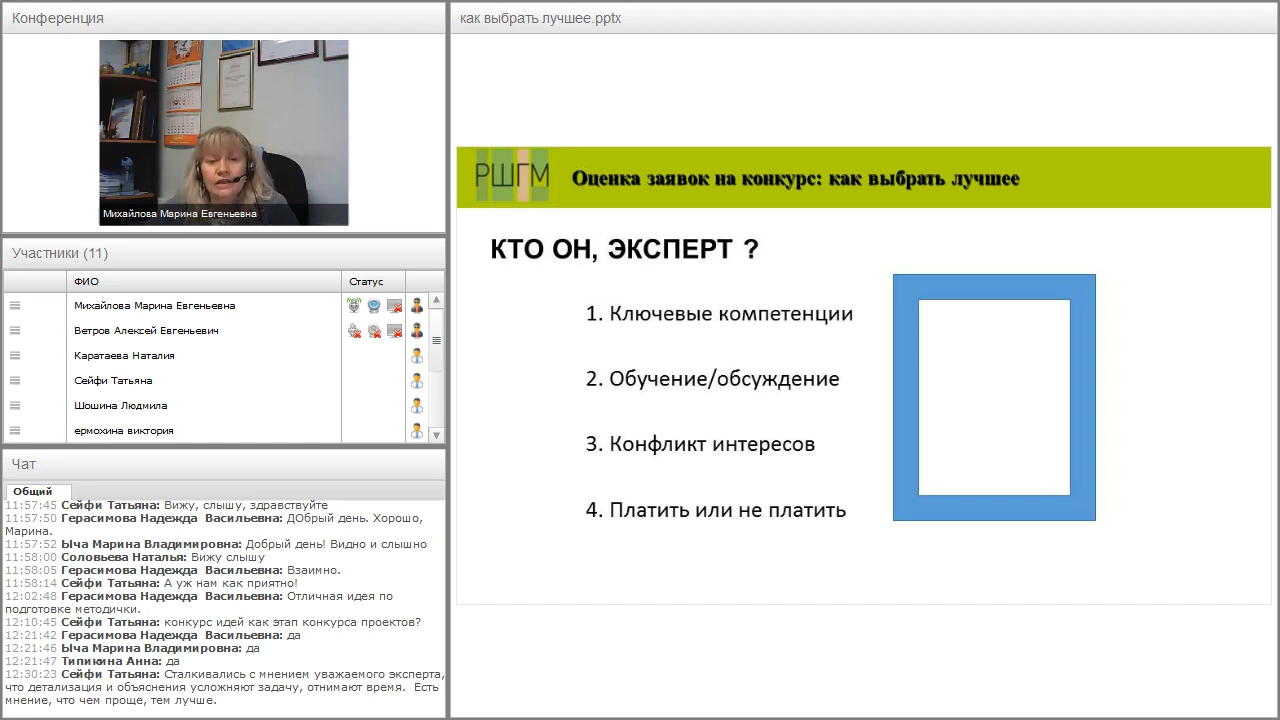 Конференция
Михайлова Марина Евгеньевна
Участники (11)
ФИО
Статус
Михайлова Марина Евгеньевна
Ветров Алексей Евгеньевич
Каратаева Наталия
Сейфи Татьяна
Шошина Людмила
ермохина виктория
Чат
Общий
11:57:45 Сейфи Татьяна: Вижу, слышу, здравствуйте
11:57:50 Герасимова Надежда Васильевна: ДОбрый день. Хорошо,
Марина.
11:57:52 Ыча Марина Владимировна: Добрый день! Видно и слышно
11:58:00 Соловьева Наталья: Вижу слышу
11:58:05 Герасимова Надежда Васильевна: Взаимно.
11:58:14 Сейфи Татьяна: А уж нам как приятно!
12:02:48 Герасимова Надежда Васильевна: Отличная идея по
подготовке методички.
12:10:45 Сейфи Татьяна: конкурс идей как этап конкурса проектов?
12:21:42 Герасимова Надежда Васильевна: да
12:21:46 Ыча Марина Владимировна: да
12:21:47 Типикина Анна: да
12:30:23 Сейфи Татьяна: Сталкивались с мнением уважаемого эксперта,
что детализация и объяснения усложняют задачу, отнимают время. Есть
мнение, что чем проще, тем лучше.
как выбрать лучшее.pptx
РШГМ
Оценка заявок на конкурс: как выбрать лучшее
КТО ОН, ЭКСПЕРТ ?
1. Ключевые компетенции
2. Обучение/обсуждение
3. Конфликт интересов
4. Платить или не платить